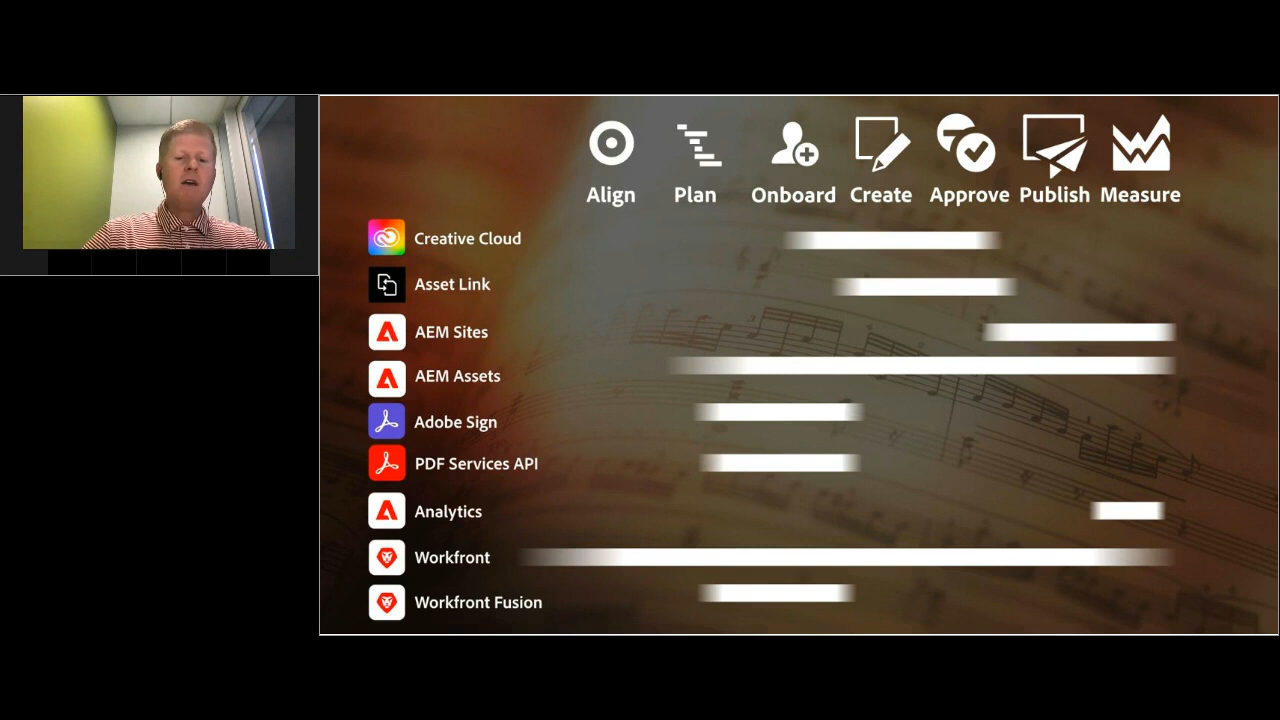 Align Plan Onboard Create Approve Publish Measure
Creative Cloud
Asset Link
AEM Sites
AEM Assets
Adobe Sign
PDF Services API
Analytics
Workfront
Workfront Fusion